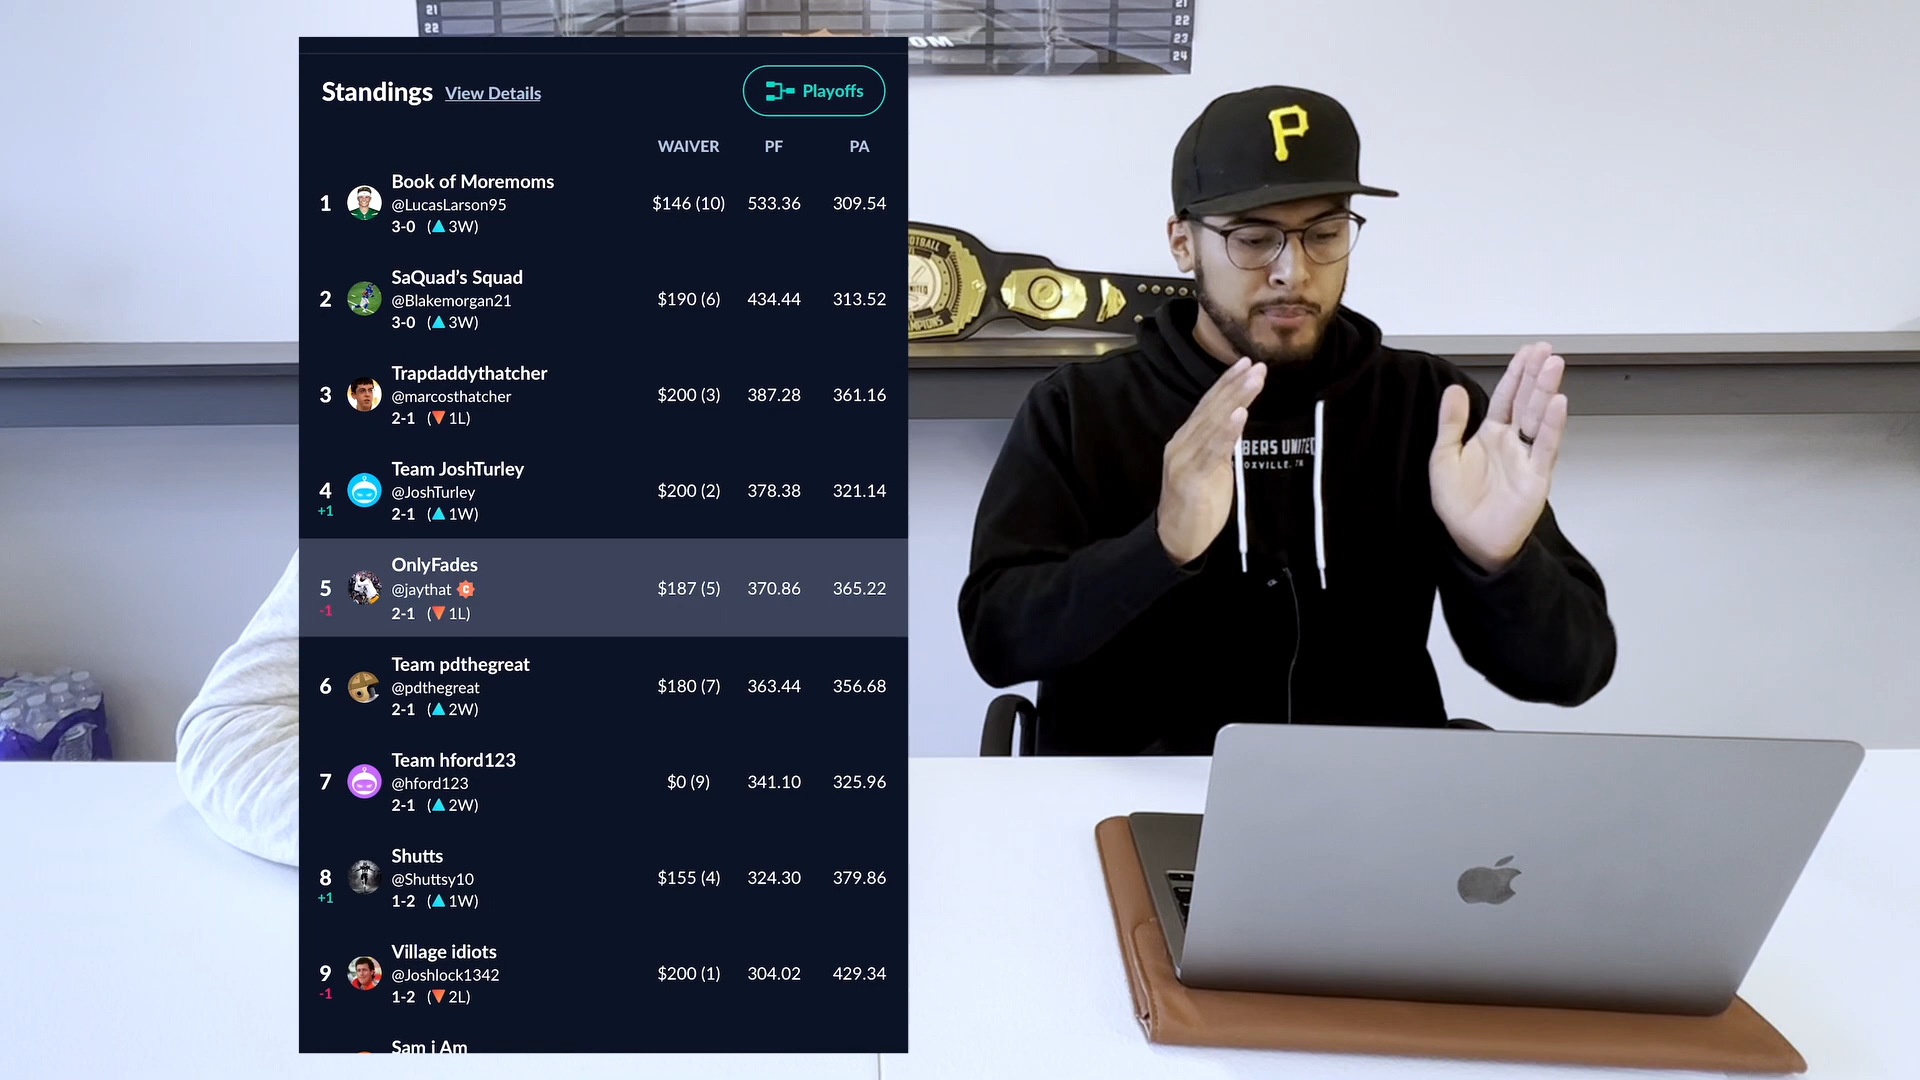 21
22
21
22
23
24
OM
Standings View Details
Playoffs
WAIVER PF PA
1 Book of Moremoms
@LucasLarson95
3-0 (▲ 3W)
$146 (10) 533.36 309.54
2 SaQuad’s Squad
@Blakemorgan21
3-0 (▲ 3W)
$190 (6) 434.44 313.52
3 Trapdaddythatcher
@marcosthatcher
2-1 (▼ 1L)
$200 (3) 387.28 361.16
4 +1 Team JoshTurley
@JoshTurley
2-1 (▲ 1W)
$200 (2) 378.38 321.14
5 -1 OnlyFades
@jaythat C
2-1 (▼ 1L)
$187 (5) 370.86 365.22
6 Team pdthegreat
@pdthegreat
2-1 (▲ 2W)
$180 (7) 363.44 356.68
7 Team hford123
@hford123
2-1 (▲ 2W)
$0 (9) 341.10 325.96
8 +1 Shutts
@Shuttsy10
1-2 (▲ 1W)
$155 (4) 324.30 379.86
9 -1 Village idiots
@Joshlock1342
1-2 (▼ 2L)
$200 (1) 304.02 429.34
Sam i Am
P
BERS UNITED
OXVILLE, TN